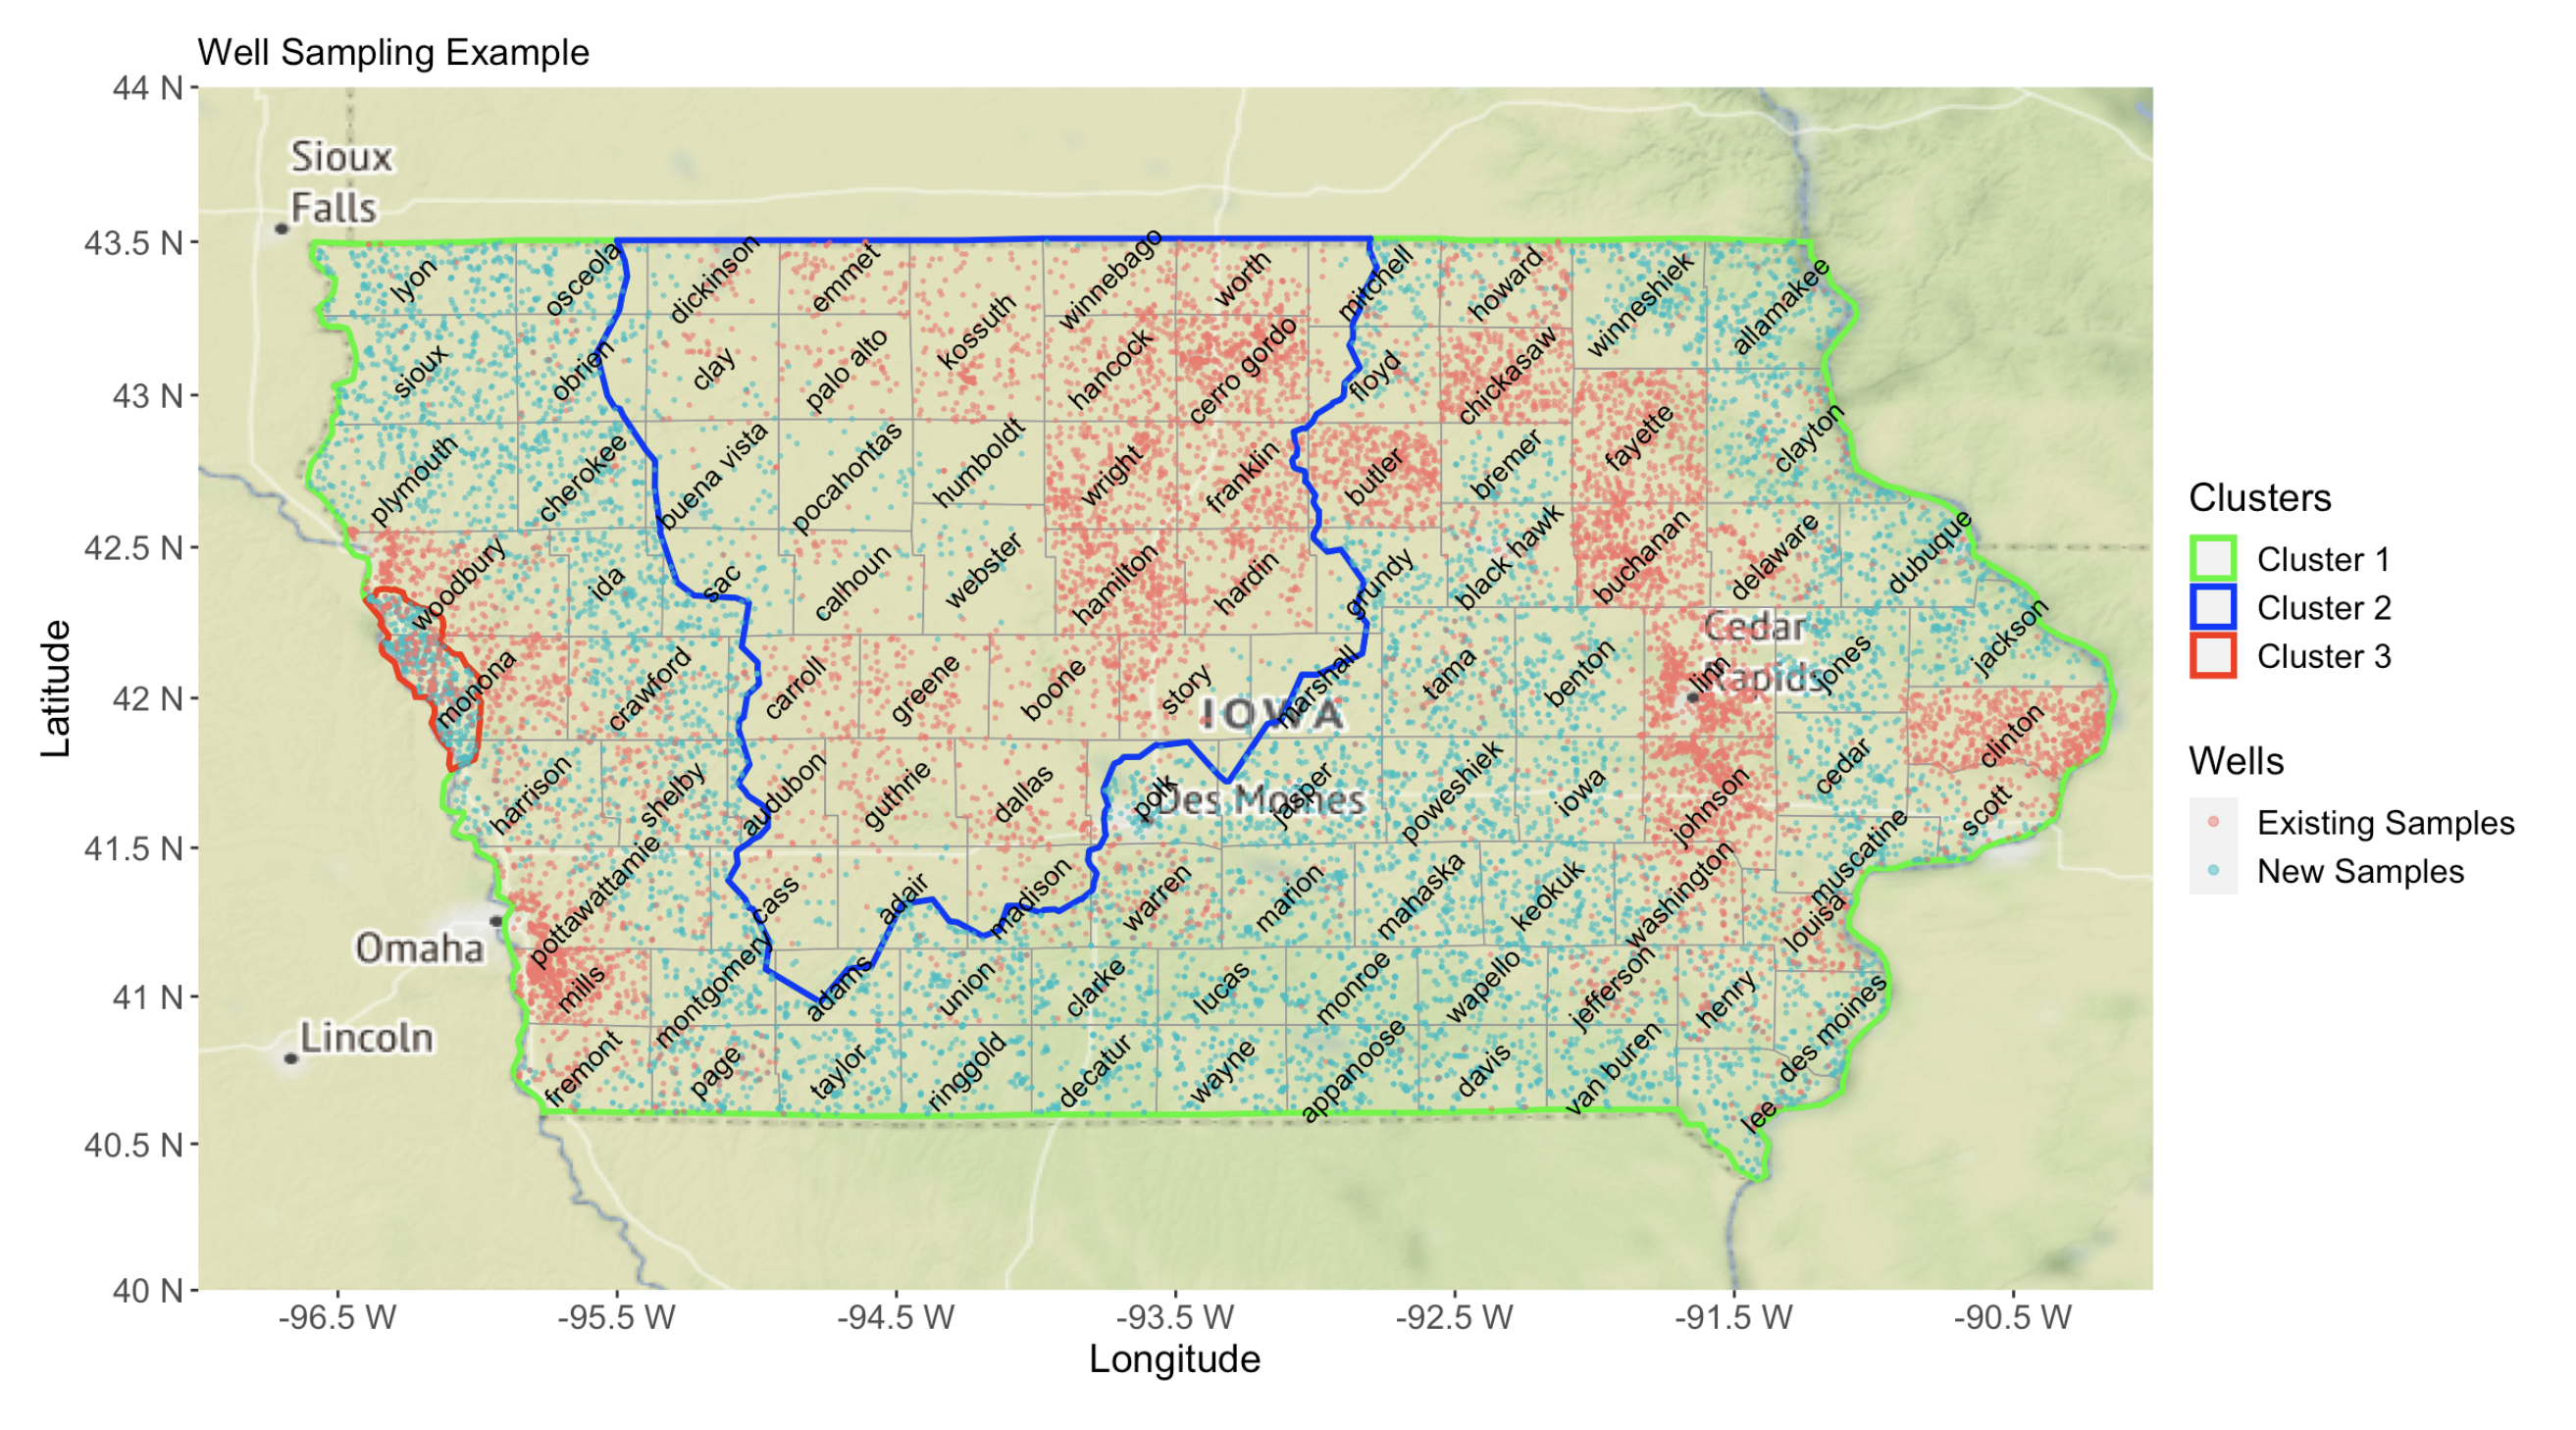 Well Sampling Example
44 N
43.5 N
43 N
42.5 N
42 N
41.5 N
41 N
40.5 N
40 N
Latitude
Sioux
Falls
Omaha
Lincoln
Cedar
Rapids
IOWA
Des Moines
lyon
osceola
dickinson
emmet
winnebago
worth
mitchell
howard
winneshiek
allamakee
sioux
obrien
clay
palo alto
kossuth
hancock
cerro gordo
floyd
chickasaw
plymouth
cherokee
buena vista
pocahontas
humboldt
wright
franklin
butler
bremer
fayette
clayton
woodbury
ida
sac
calhoun
webster
hamilton
hardin
grundy
black hawk
buchanan
delaware
dubuque
monona
crawford
carroll
greene
boone
story
marshall
tama
benton
linn
jones
jackson
harrison
shelby
audubon
guthrie
dallas
polk
jasper
poweshiek
iowa
johnson
cedar
clinton
scott
pottawattamie
cass
adair
madison
warren
marion
mahaska
keokuk
washington
muscatine
louisa
mills
montgomery
adams
union
clarke
lucas
monroe
wapello
jefferson
henry
des moines
fremont
page
taylor
ringgold
decatur
wayne
appanoose
davis
van buren
lee
-96.5 W
-95.5 W
-94.5 W
-93.5 W
-92.5 W
-91.5 W
-90.5 W
Longitude
Clusters
Cluster 1
Cluster 2
Cluster 3
Wells
Existing Samples
New Samples